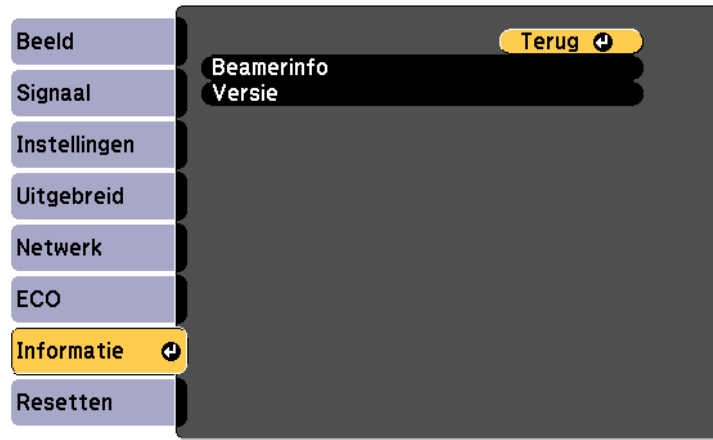 Beeld
Signaal
Instellingen
Uitgebreid
Netwerk
ECO
Informatie
Resetten
Terug
Beamerinfo
Versie